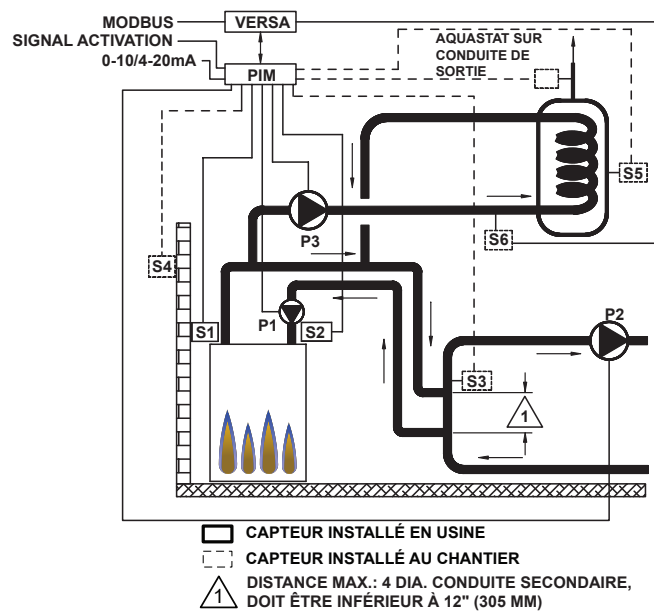 MODBUS
VERSA
SIGNAL ACTIVATION
0-10/4-20mA
PIM
AQUASTAT SUR
CONDUITE DE
SORTIE
S5
P3
S6
S4
S1
P1
S2
P2
S3
1
CAPTEUR INSTALLÉ EN USINE
CAPTEUR INSTALLÉ AU CHANTIER
1 DISTANCE MAX.: 4 DIA. CONDUITE SECONDAIRE,
DOIT ÊTRE INFÉRIEUR À 12" (305 MM)